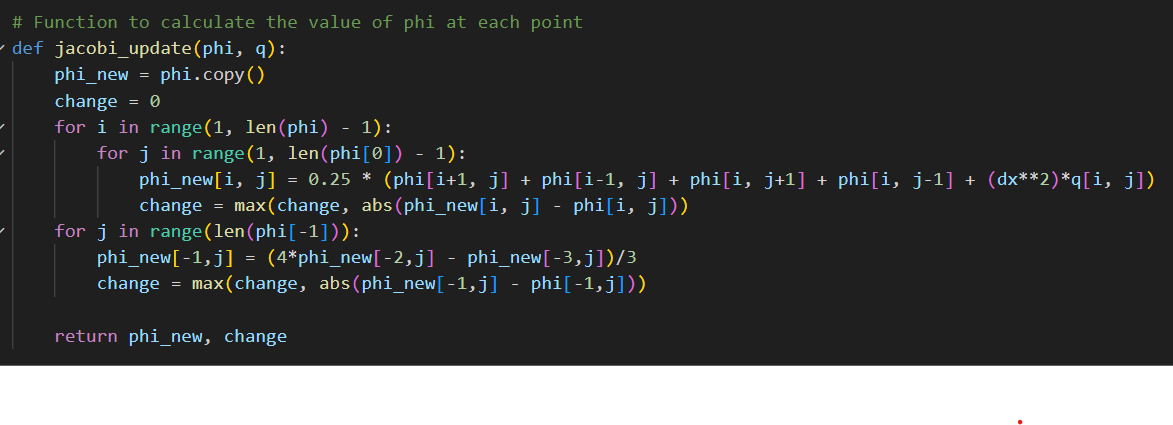 # Function to calculate the value of phi at each point
def jacobi_update(phi, q):
    phi_new = phi.copy()
    change = 0
    for i in range(1, len(phi) - 1):
        for j in range(1, len(phi[0]) - 1):
            phi_new[i, j] = 0.25 * (phi[i+1, j] + phi[i-1, j] + phi[i, j+1] + phi[i, j-1] + (dx**2)*q[i, j])
            change = max(change, abs(phi_new[i, j] - phi[i, j]))
    for j in range(len(phi[-1])):
        phi_new[-1,j] = (4*phi_new[-2,j] - phi_new[-3,j])/3
        change = max(change, abs(phi_new[-1,j] - phi[-1,j]))
    return phi_new, change